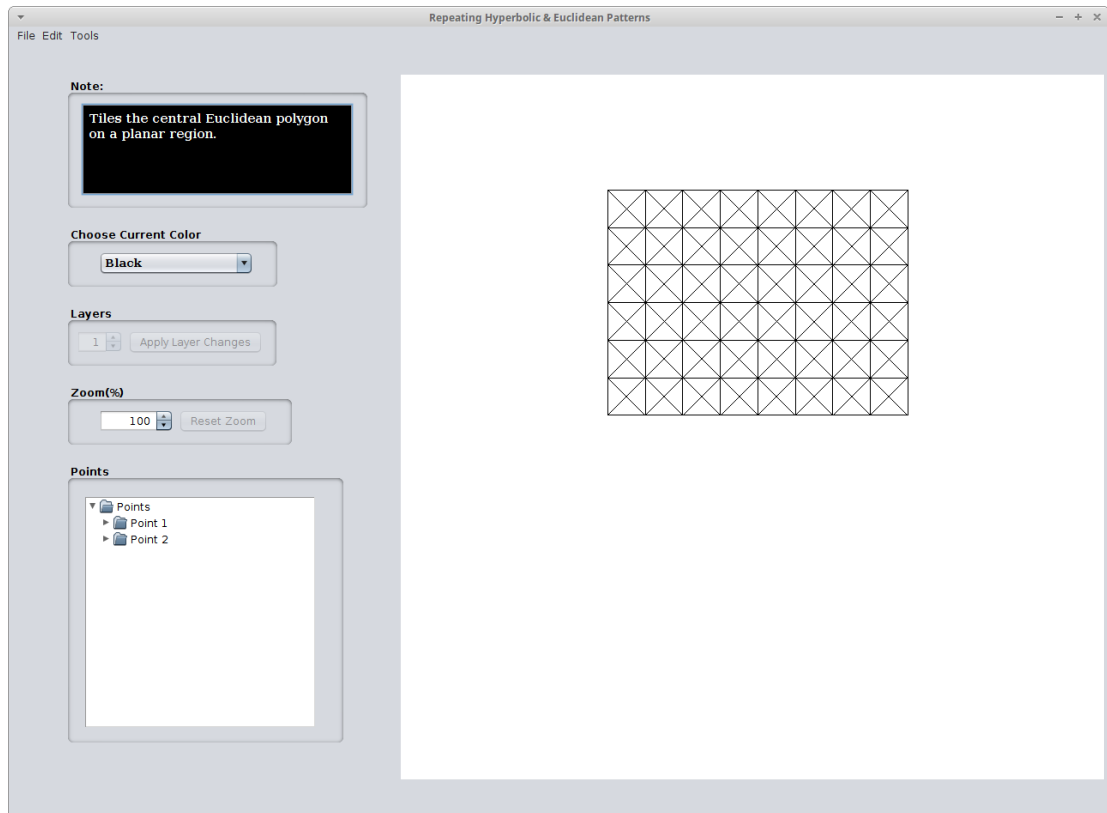 Repeating Hyperbolic & Euclidean Patterns
File Edit Tools
Note:
Tiles the central Euclidean polygon
on a planar region.
Choose Current Color
Black
Layers
1 Apply Layer Changes
Zoom(%)
100 Reset Zoom
Points
Points
Point 1
Point 2